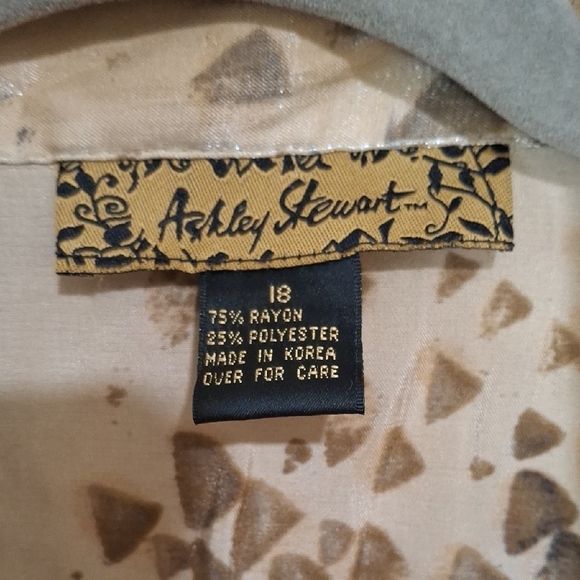 Ashley Stewart™
18
75% RAYON
25% POLYESTER
MADE IN KOREA
OVER FOR CARE